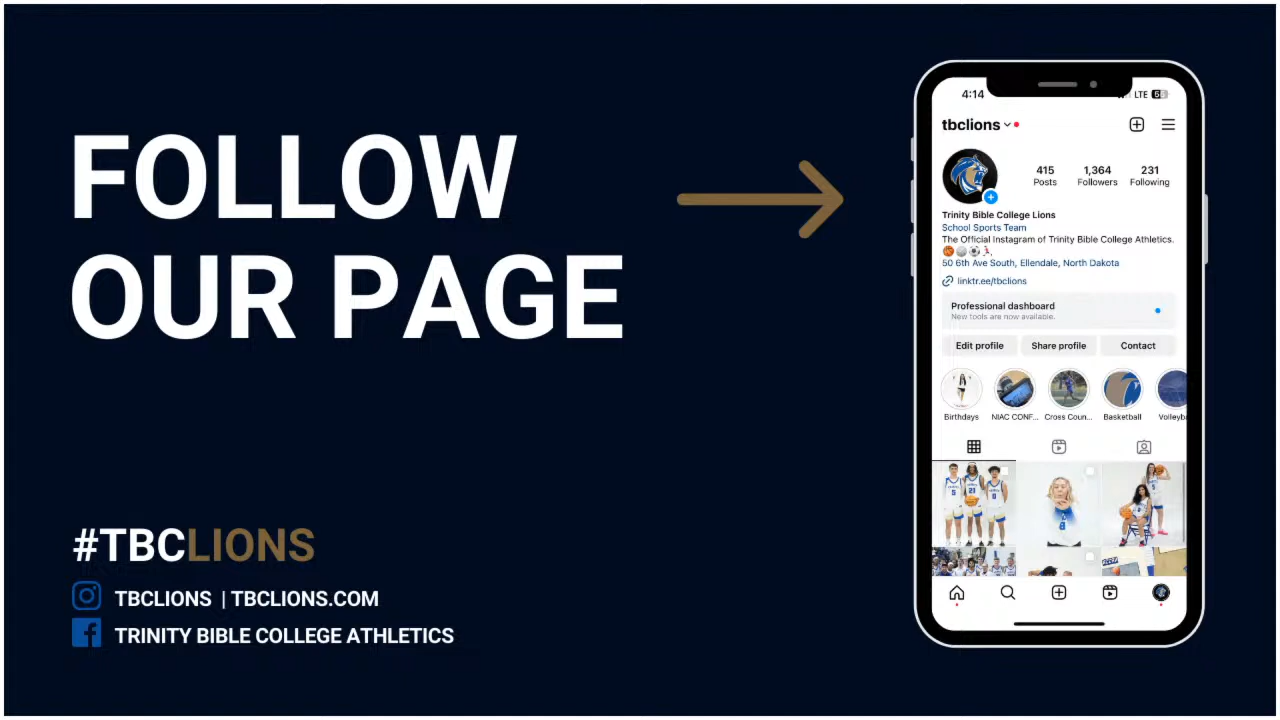 FOLLOW
OUR PAGE
#TBCLIONS
TBCLIONS | TBCLIONS.COM
TRINITY BIBLE COLLEGE ATHLETICS
4:14
LTE
tbclions
415
1,364
231
Posts
Followers
Following
Trinity Bible College Lions
School Sports Team
The Official Instagram of Trinity Bible College Athletics.
50 6th Ave South, Ellendale, North Dakota
linktr.ee/tbclions
Professional dashboard
New tools are now available.
Edit profile
Share profile
Contact
Birthdays
NIAC CONF...
Cross Coun...
Basketball
Volleyba